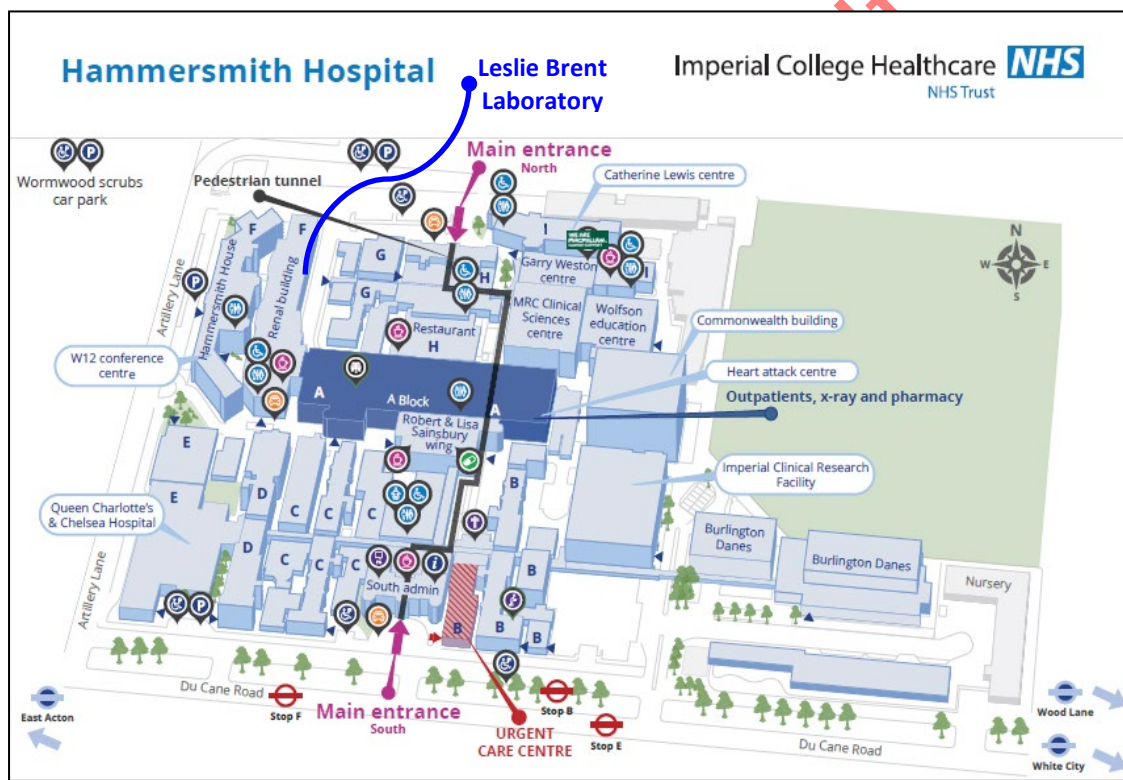 Hammersmith Hospital
Leslie Brent
Laboratory
Imperial College Healthcare NHS
NHS Trust
Wormwood scrubs
car park
Pedestrian tunnel
Main entrance
North
Catherine Lewis centre
N
W
E
S
F
F
G
G
H
I
I
WE ARE
MACMILLAN.
CANCER SUPPORT
Garry Weston
centre
MRC Clinical
Sciences
centre
Wolfson
education
centre
Artillery Lane
Hammersmith House
Renal building
Restaurant
H
Commonwealth building
W12 conference
centre
Heart attack centre
Outpatients, x-ray and pharmacy
A
A Block
A
Robert & Lisa
Sainsbury
wing
E
E
D
D
C
C
C
C
C
C
B
B
B
B
B
Imperial Clinical Research
Facility
Queen Charlotte's
& Chelsea Hospital
Burlington
Danes
Burlington Danes
Nursery
South admin
Artillery Lane
Du Cane Road
East Acton
Stop F
Main entrance
South
URGENT
CARE CENTRE
Stop B
Stop E
Du Cane Road
Wood Lane
White City
P
P
P
P
i